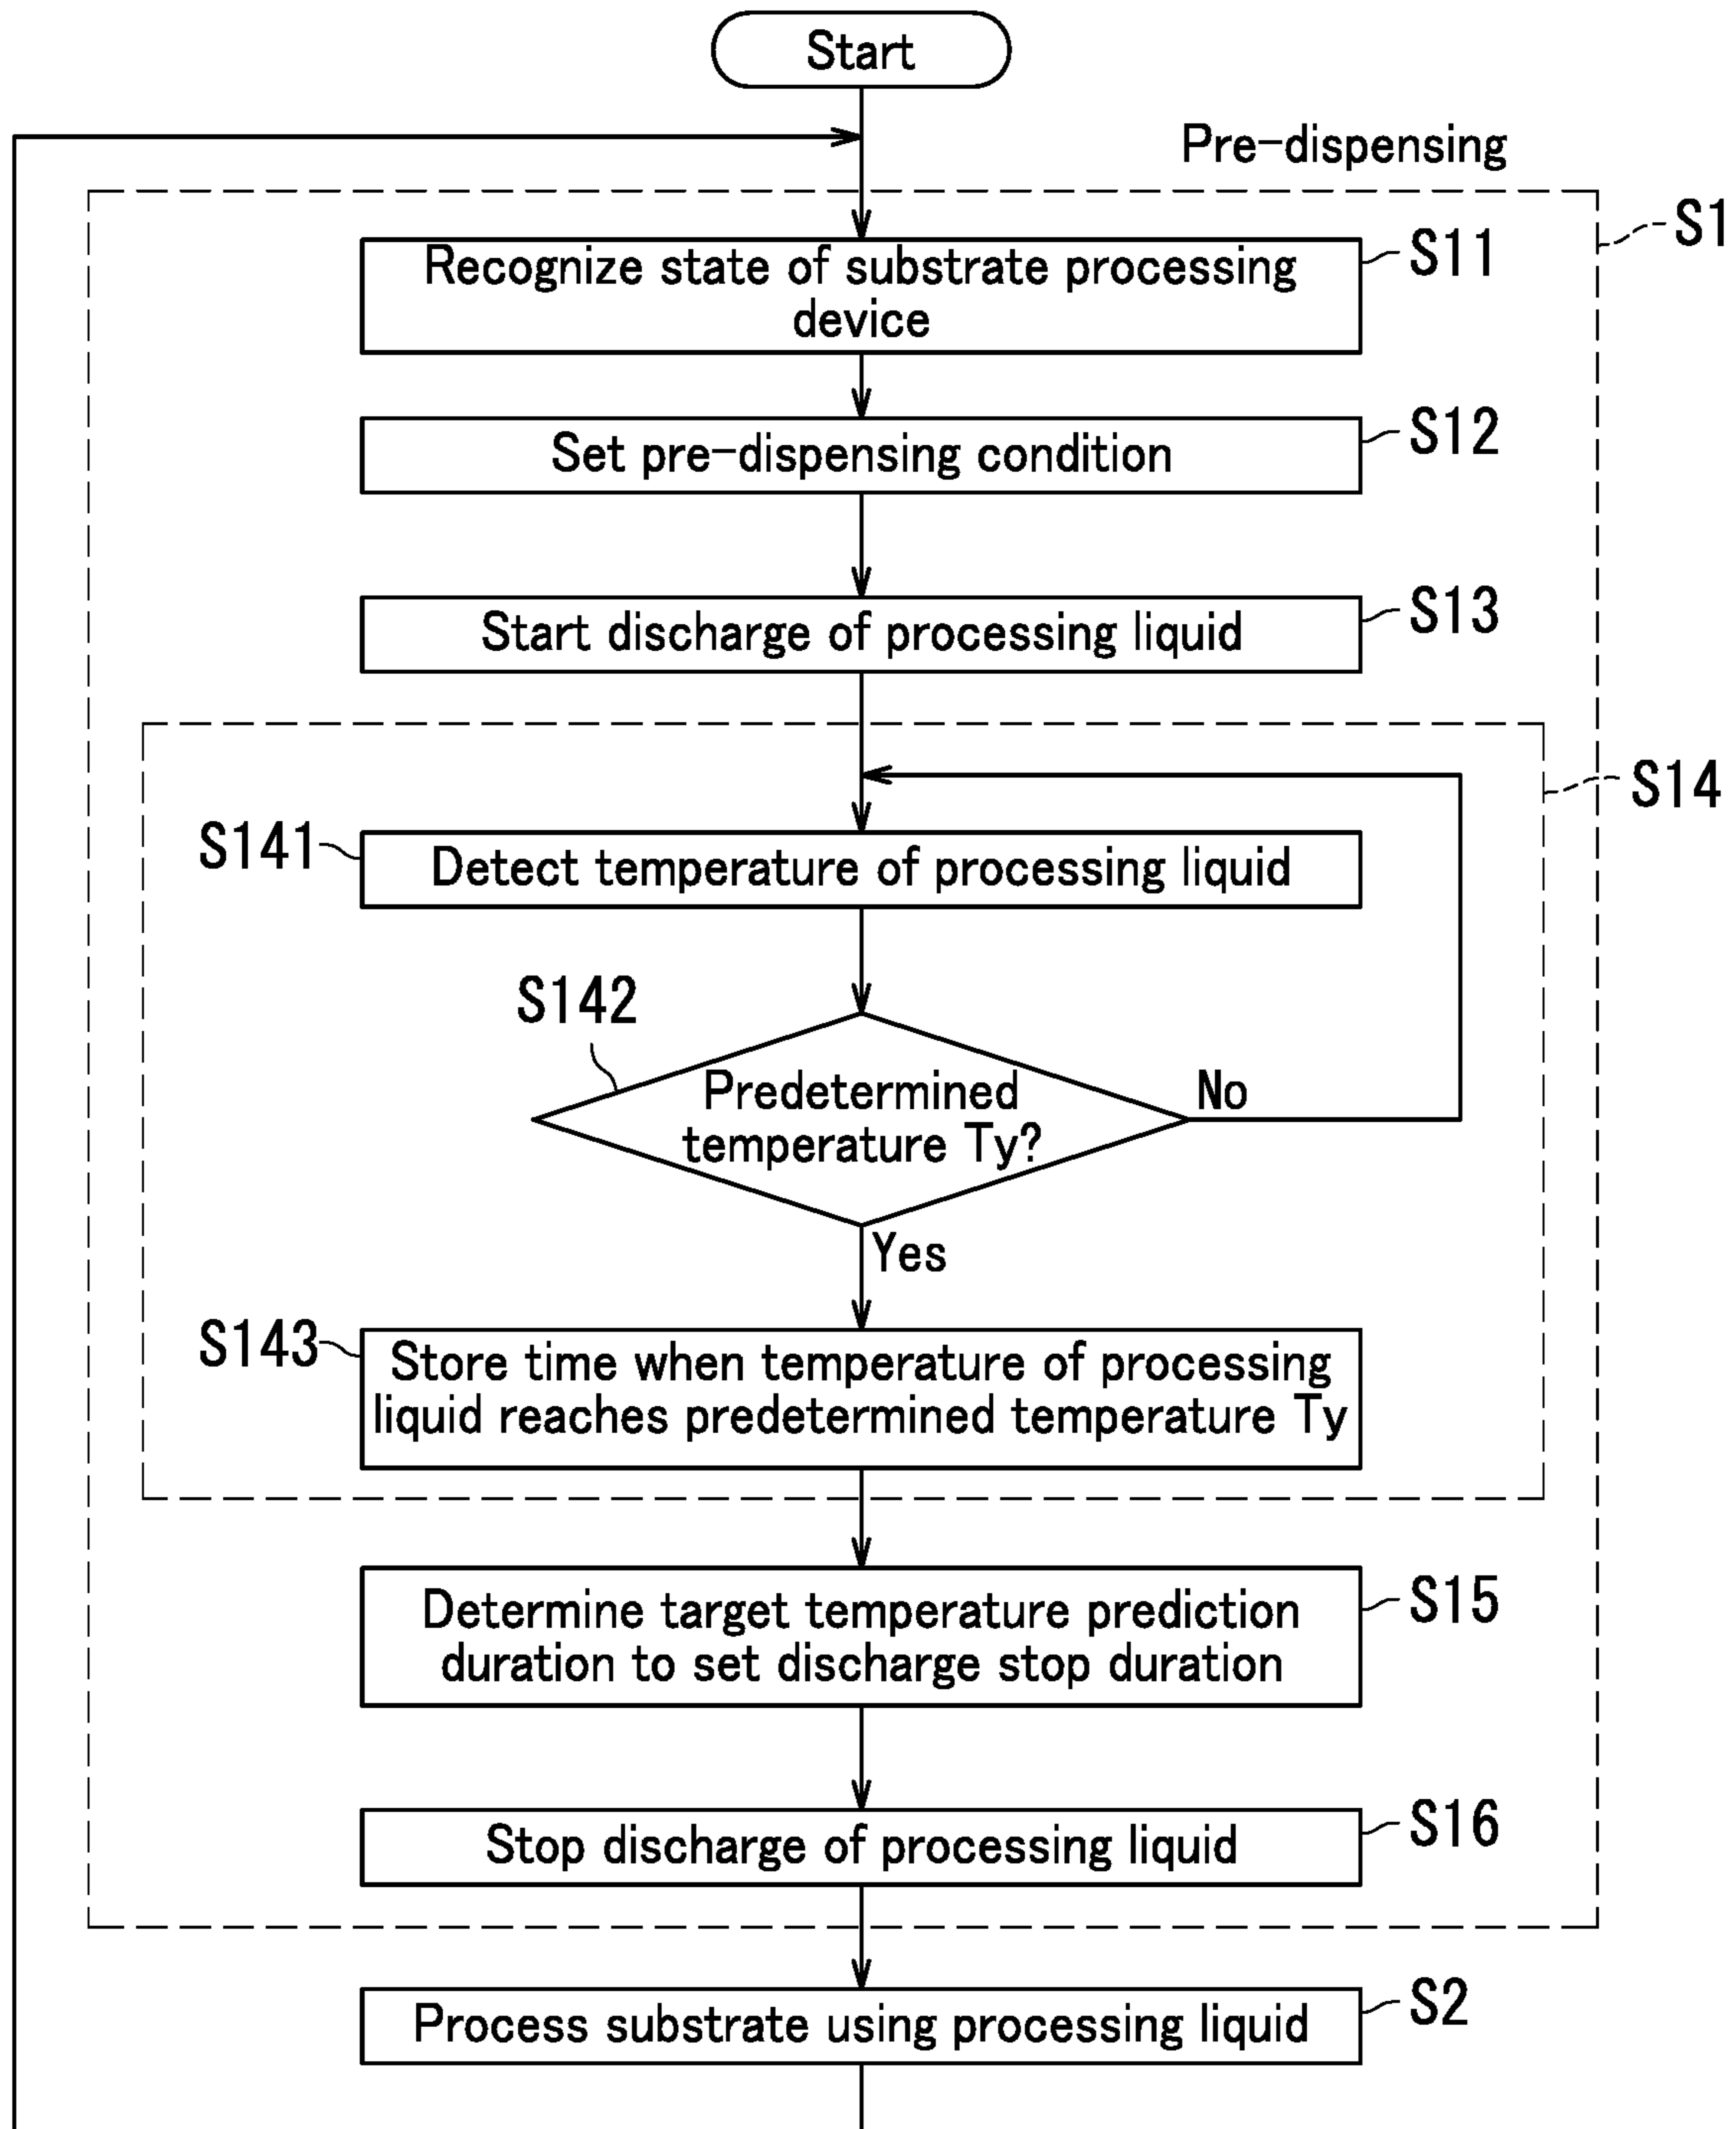 Start
Pre-dispensing
S1
Recognize state of substrate processing
device
S11
Set pre-dispensing condition
S12
Start discharge of processing liquid
S13
S14
S141
Detect temperature of processing liquid
S142
Predetermined
temperature Ty?
No
Yes
S143
Store time when temperature of processing
liquid reaches predetermined temperature Ty
Determine target temperature prediction
duration to set discharge stop duration
S15
Stop discharge of processing liquid
S16
Process substrate using processing liquid
S2